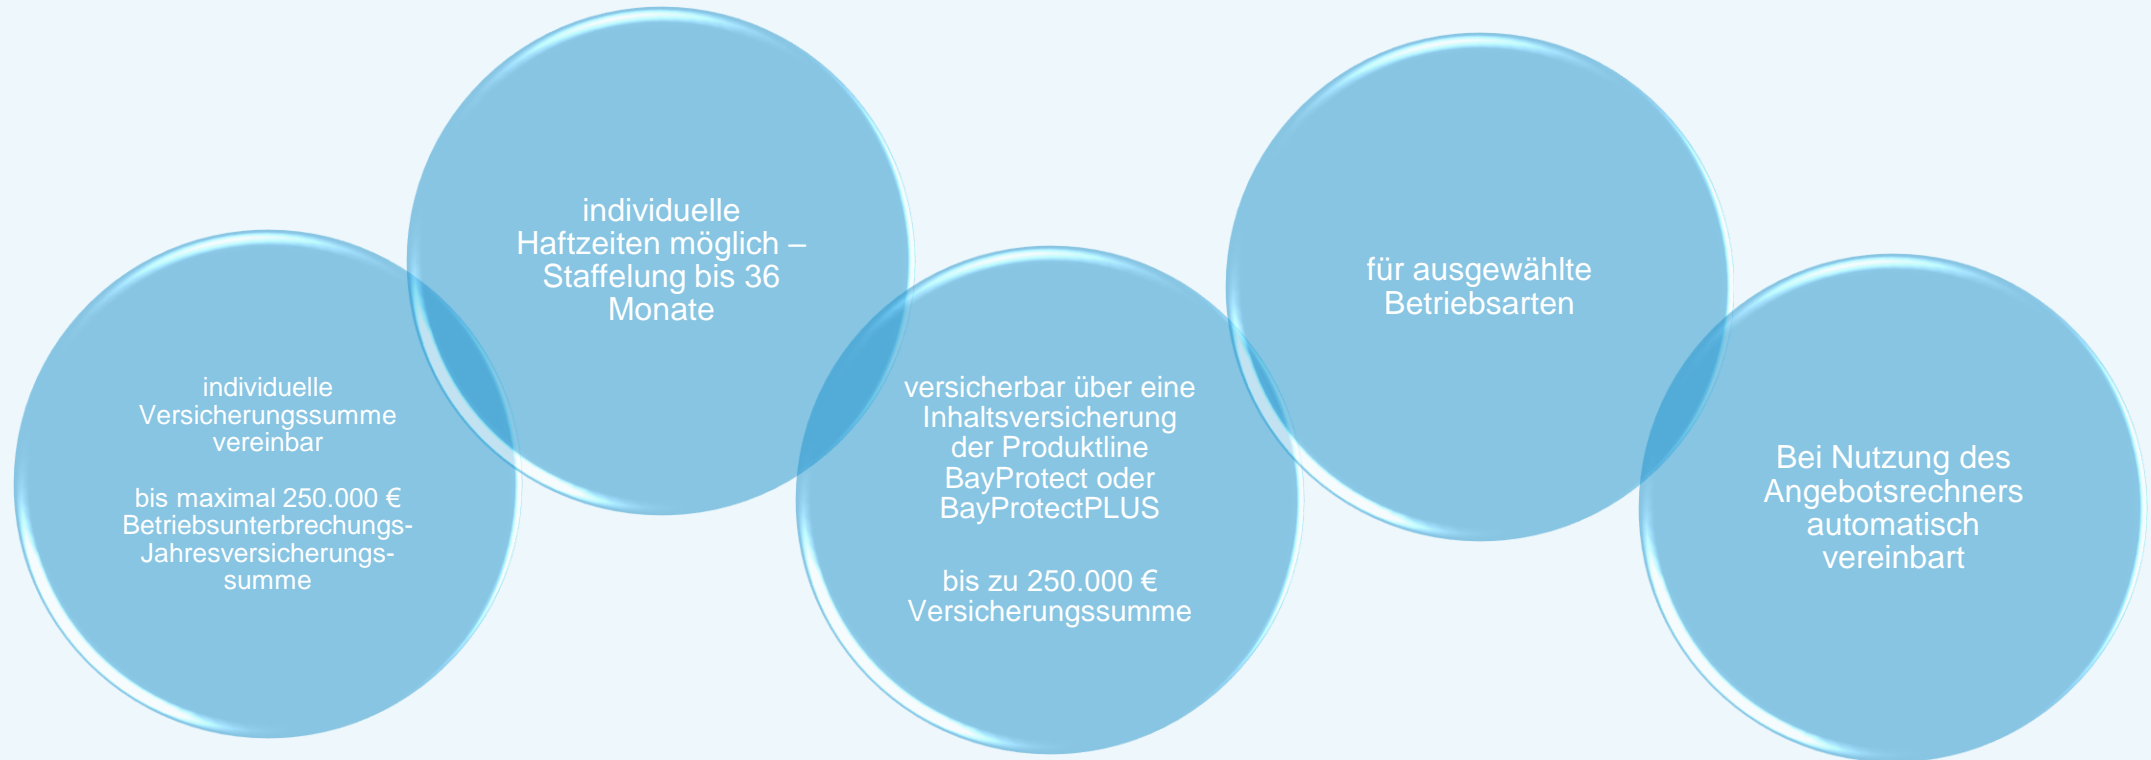 individuelle
Versicherungssumme
vereinbar
bis maximal 250.000 €
Betriebsunterbrechungs-
Jahresversicherungs-
summe
individuelle
Haftzeiten möglich –
Staffelung bis 36
Monate
versicherbar über eine
Inhaltsversicherung
der Produktline
BayProtect oder
BayProtectPLUS
bis zu 250.000 €
Versicherungssumme
für ausgewählte
Betriebsarten
Bei Nutzung des
Angebotsrechners
automatisch
vereinbart